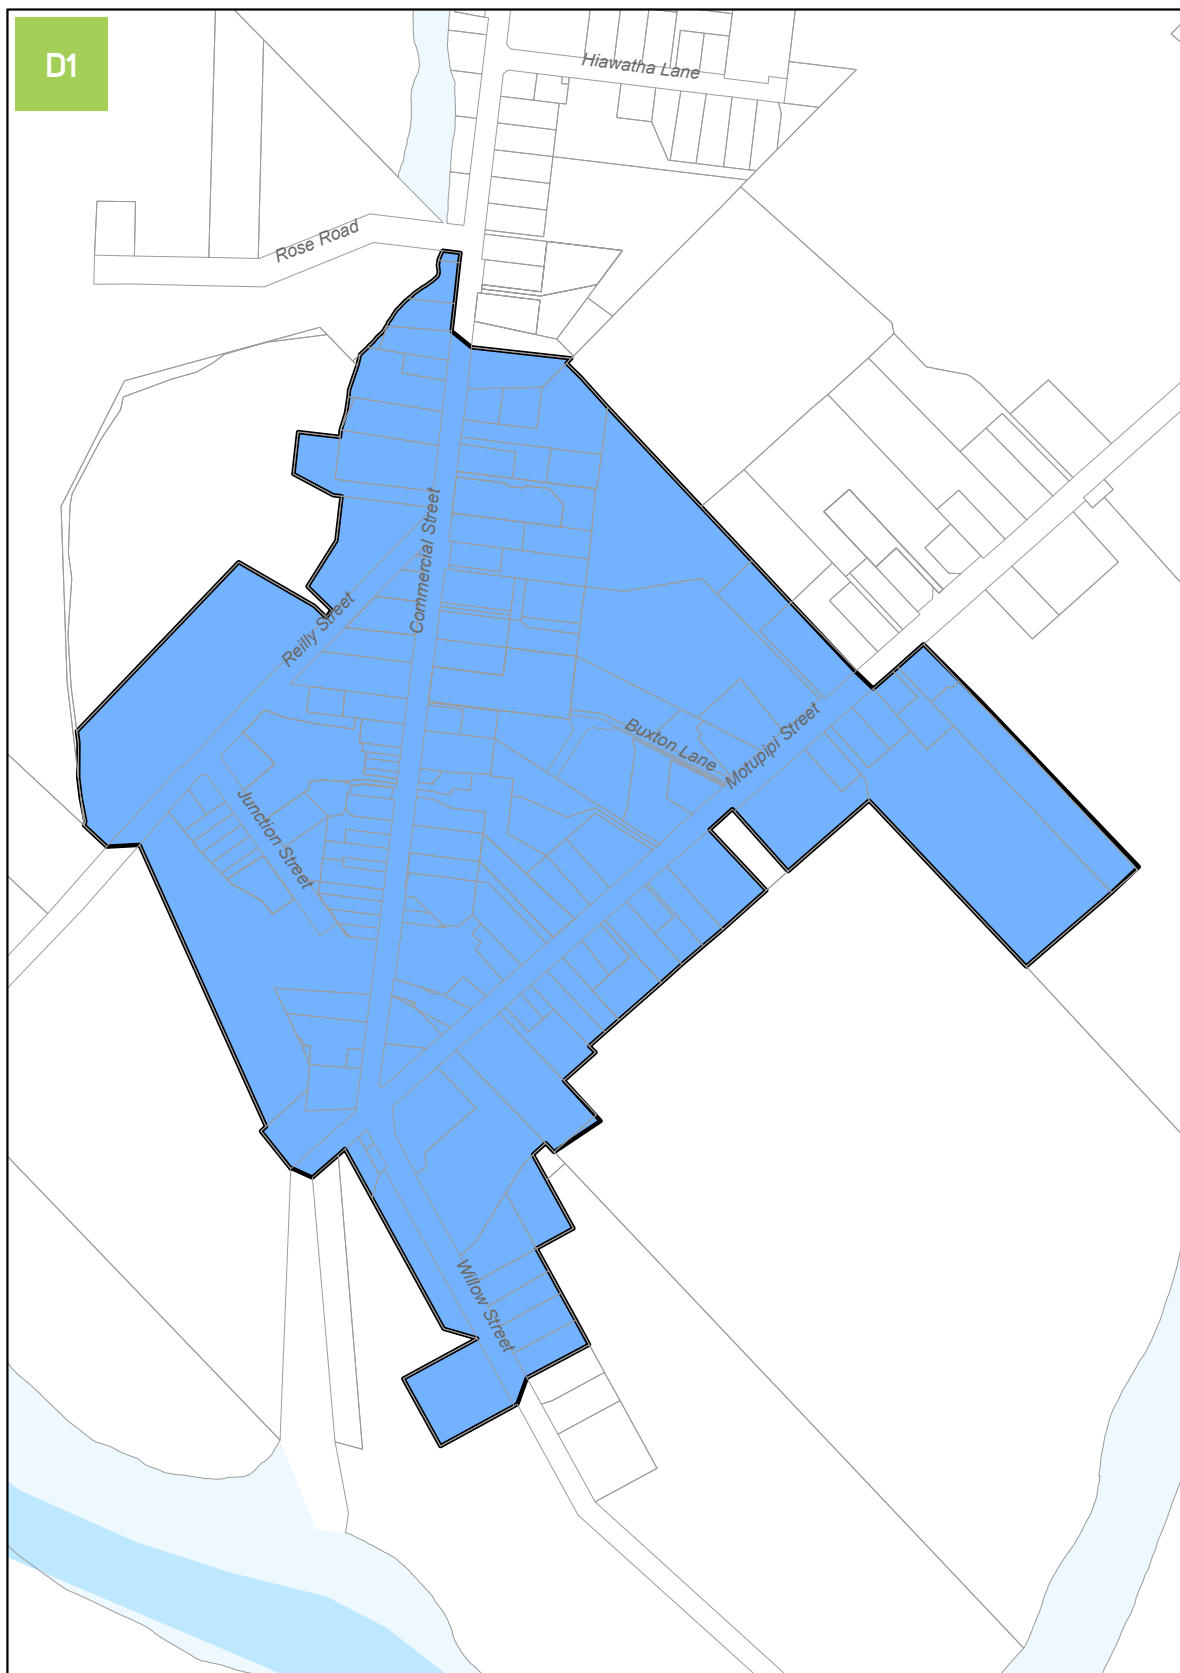 D1
Hiawatha Lane
Rose Road
Commercial Street
Reilly Street
Buxton Lane
Motupipi Street
Junction Street
Willow Street